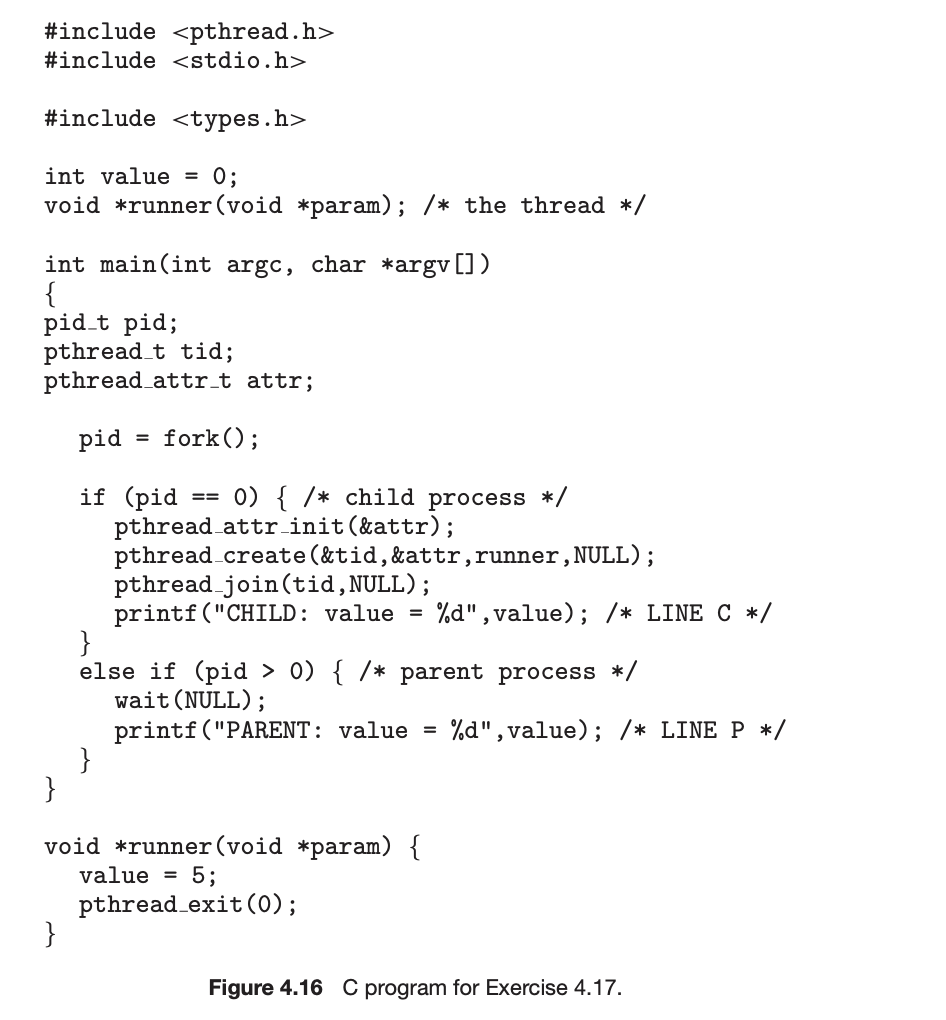 #include <pthread.h>
#include <stdio.h>
#include <types.h>
int value = 0;
void *runner(void *param); /* the thread */
int main(int argc, char *argv[])
{
pid_t pid;
pthread_t tid;
pthread_attr_t attr;
pid = fork();
if (pid == 0) { /* child process */
pthread_attr_init(&attr);
pthread_create(&tid,&attr,runner,NULL);
pthread_join(tid,NULL);
printf("CHILD: value = %d",value); /* LINE C */
}
else if (pid > 0) { /* parent process */
wait(NULL);
printf("PARENT: value = %d",value); /* LINE P */
}
}
void *runner(void *param) {
value = 5;
pthread_exit(0);
}
Figure 4.16 C program for Exercise 4.17.